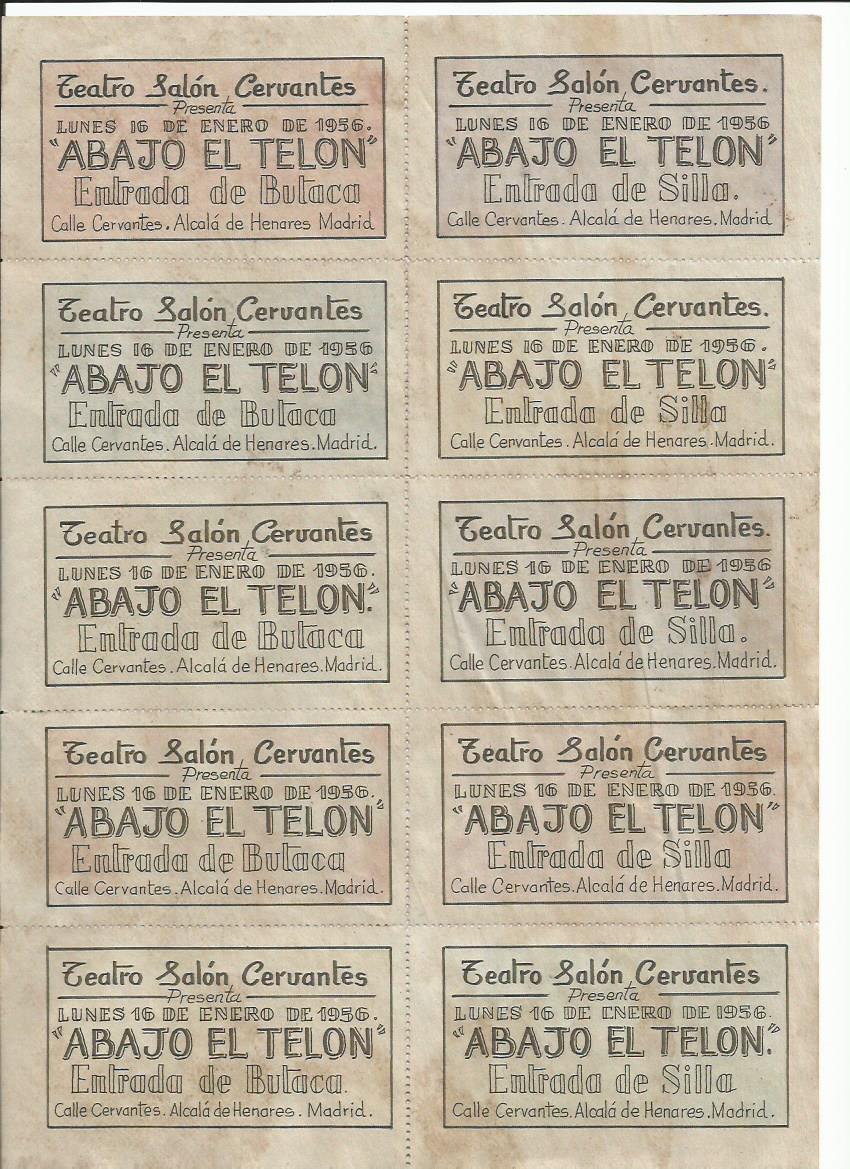 Teatro Salón Cervantes
Presenta
LUNES 16 DE ENERO DE 1956.
"ABAJO EL TELON"
Entrada de Butaca
Calle Cervantes. Alcalá de Henares Madrid
Teatro Salón Cervantes.
Presenta
LUNES 16 DE ENERO DE 1956
"ABAJO EL TELON"
Entrada de Silla.
Calle Cervantes. Alcalá de Henares. Madrid
Teatro Salón Cervantes
Presenta
LUNES 16 DE ENERO DE 1956
"ABAJO EL TELON"
Entrada de Butaca
Calle Cervantes. Alcalá de Henares. Madrid.
Teatro Salón Cervantes.
Presenta
LUNES 16 DE ENERO DE 1956.
"ABAJO EL TELON"
Entrada de Silla
Calle Cervantes. Alcalá de Henares. Madrid.
Teatro Salón Cervantes
Presenta
LUNES 16 DE ENERO DE 1956.
"ABAJO EL TELON."
Entrada de Butaca
Calle Cervantes. Alcalá de Henares. Madrid.
Teatro Salón Cervantes.
Presenta
LUNES 16 DE ENERO DE 1956
"ABAJO EL TELON"
Entrada de Silla.
Calle Cervantes. Alcalá de Henares. Madrid.
Teatro Salón Cervantes
Presenta
LUNES 16 DE ENERO DE 1956.
"ABAJO EL TELON"
Entrada de Butaca
Calle Cervantes. Alcalá de Henares. Madrid.
Teatro Salón Cervantes
Presenta
LUNES 16 DE ENERO DE 1956.
"ABAJO EL TELON"
Entrada de Silla
Calle Cervantes. Alcalá de Henares. Madrid.
Teatro Salón Cervantes
Presenta
LUNES 16 DE ENERO DE 1956.
"ABAJO EL TELON"
Entrada de Butaca.
Calle Cervantes. Alcalá de Henares. Madrid.
Teatro Salón Cervantes
Presenta
LUNES 16 DE ENERO DE 1956.
"ABAJO EL TELON."
Entrada de Silla
Calle Cervantes. Alcalá de Henares. Madrid.